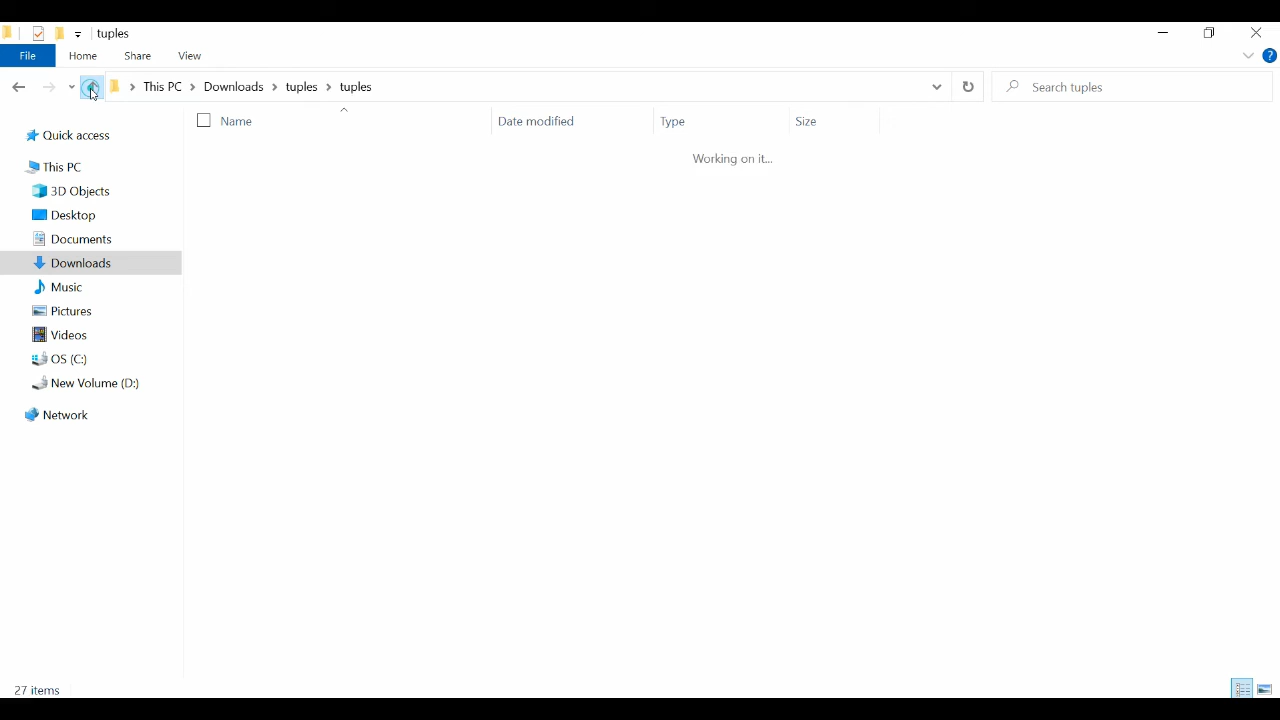 tuples
File Home Share View
This PC Downloads tuples tuples Search tuples
Name Date modified Type Size
Working on it...
Quick access
This PC
3D Objects
Desktop
Documents
Downloads
Music
Pictures
Videos
OS (C:)
New Volume (D:)
Network
27 items